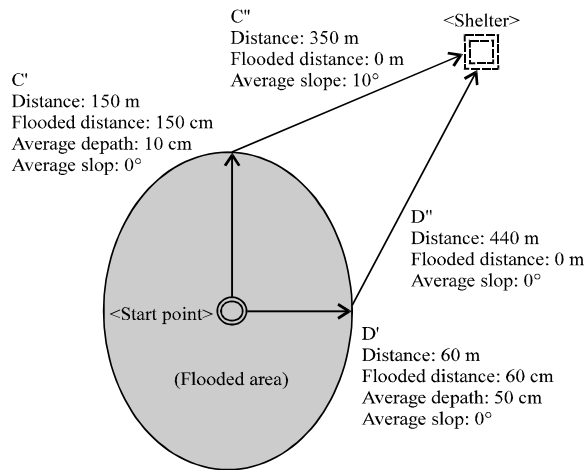 C"
Distance: 350 m
Flooded distance: 0 m
Average slope: 10°
<Shelter>
C'
Distance: 150 m
Flooded distance: 150 cm
Average depath: 10 cm
Average slop: 0°
D"
Distance: 440 m
Flooded distance: 0 m
Average slop: 0°
<Start point>
(Flooded area)
D'
Distance: 60 m
Flooded distance: 60 cm
Average depath: 50 cm
Average slop: 0°